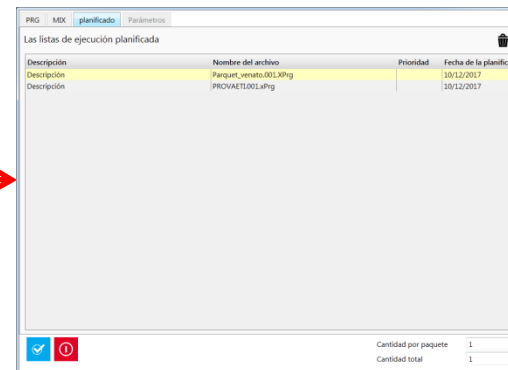 PRG MIX planificado Parámetros
Las listas de ejecución planificada
Descripción Nombre del archivo Prioridad Fecha de la planific
Descripción Parquet_venato.001.XPrg 10/12/2017
Descripción PROVAETI.001.xPrg 10/12/2017
Cantidad por paquete 1
Cantidad total 1